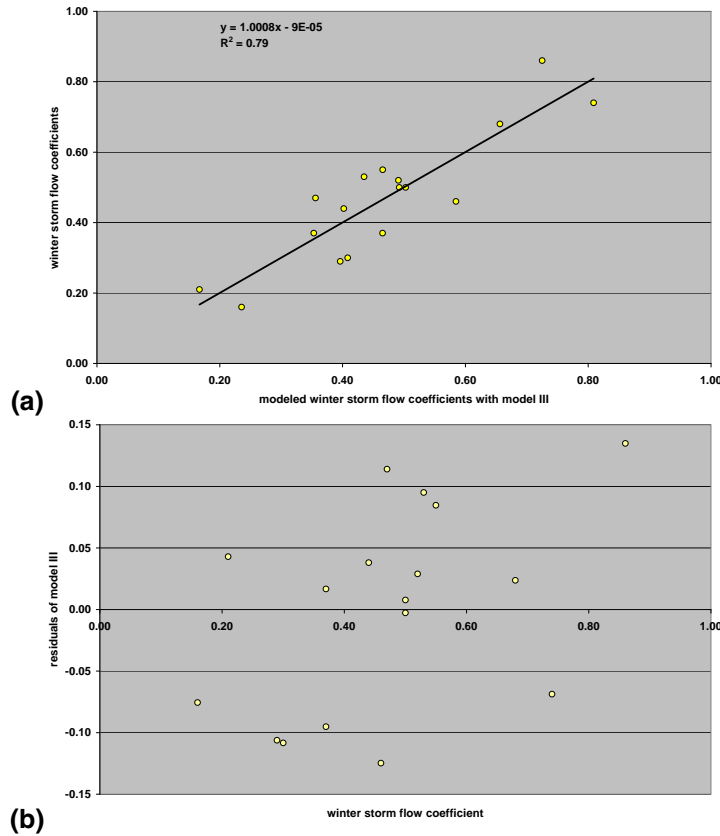 y = 1.0008x - 9E-05
R² = 0.79
1.00
0.80
0.60
0.40
0.20
0.00
winter storm flow coefficients
0.00 0.20 0.40 0.60 0.80 1.00
modeled winter storm flow coefficients with model III
(a)
0.15
0.10
0.05
0.00
-0.05
-0.10
-0.15
residuals of model III
0.00 0.20 0.40 0.60 0.80 1.00
winter storm flow coefficient
(b)